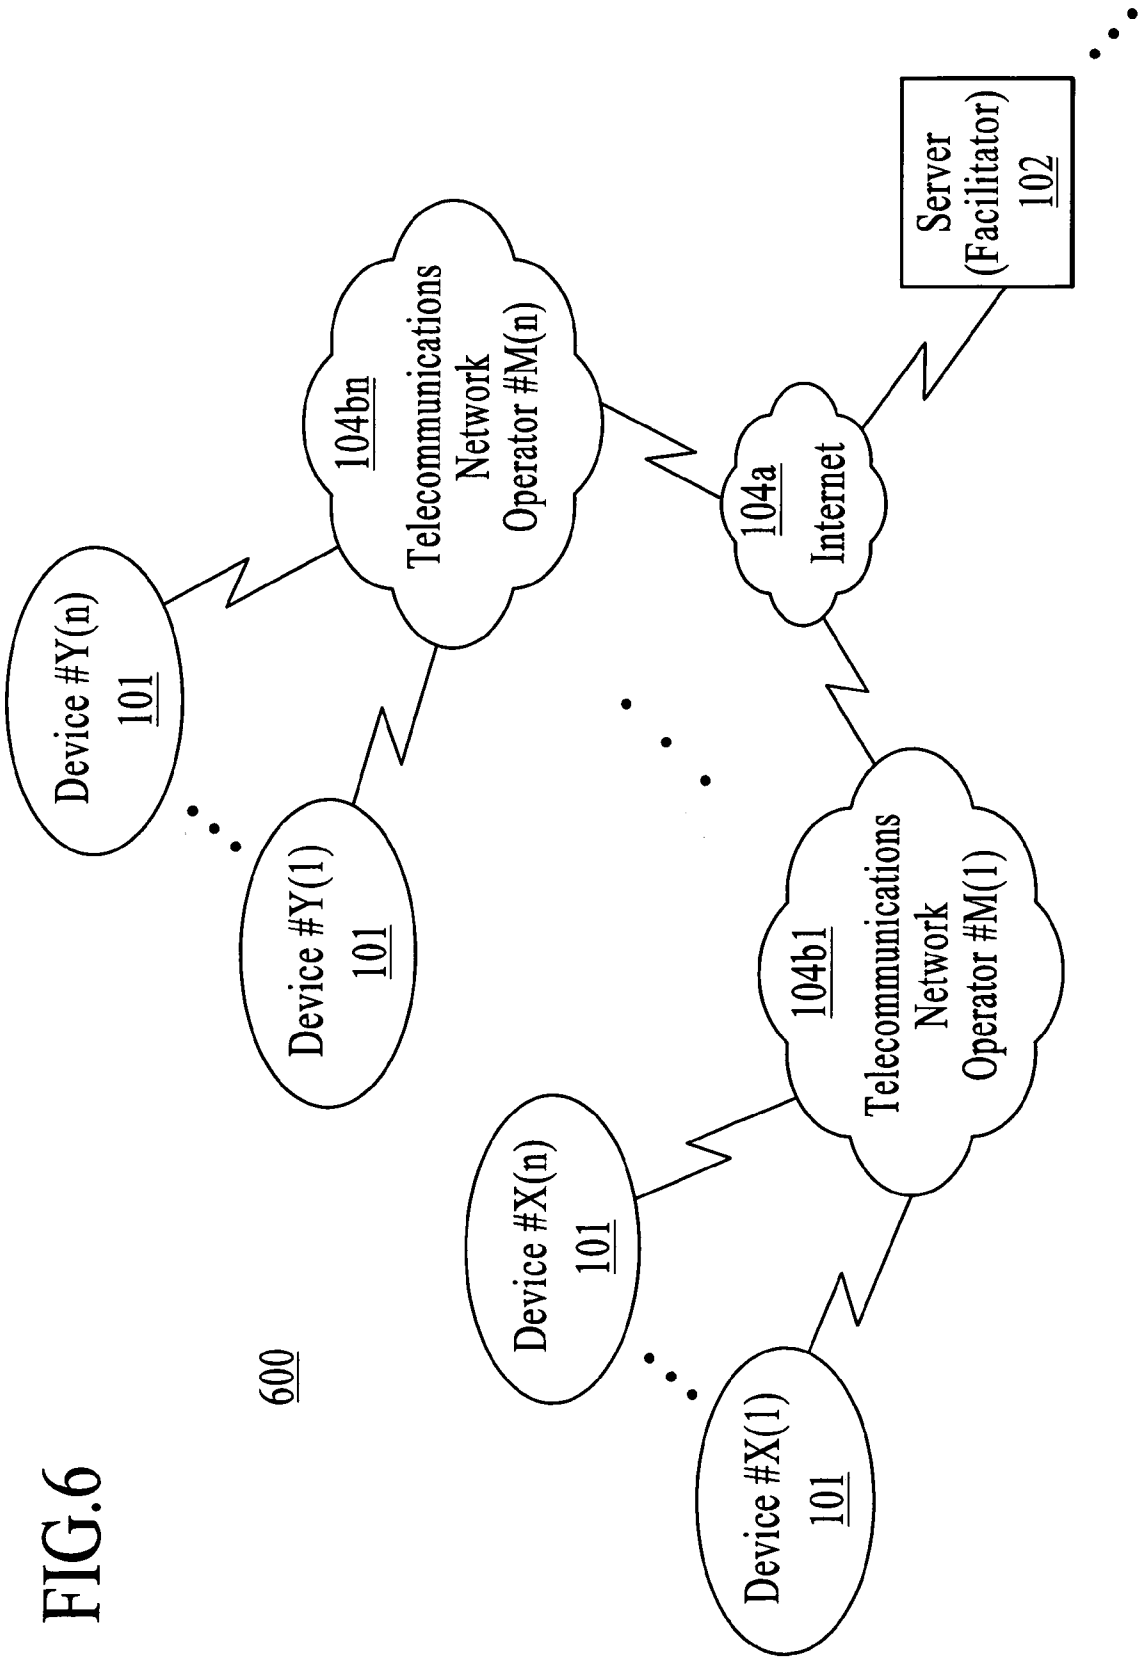 FIG.6
600
Device #Y(n)
101
Device #Y(1)
101
104bn
Telecommunications
Network
Operator #M(n)
Device #X(n)
101
Device #X(1)
101
104b1
Telecommunications
Network
Operator #M(1)
104a
Internet
Server
(Facilitator)
102